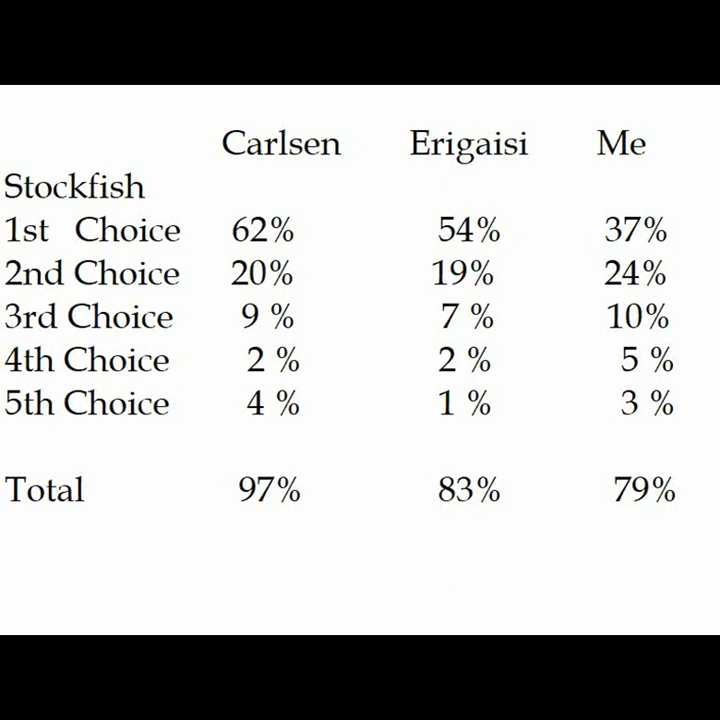 Carlsen Erigaisi Me
Stockfish
1st Choice 62% 54% 37%
2nd Choice 20% 19% 24%
3rd Choice 9 % 7 % 10%
4th Choice 2 % 2 % 5 %
5th Choice 4 % 1 % 3 %
Total 97% 83% 79%